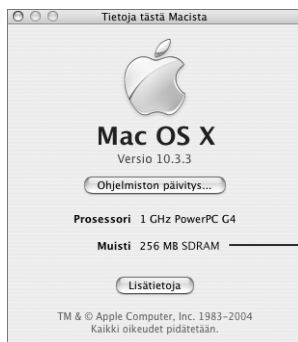 Tietoja tästä Macista
Mac OS X
Versio 10.3.3
Ohjelmiston päivitys...
Prosessori 1 GHz PowerPC G4
Muisti 256 MB SDRAM
Lisätietoja
TM & © Apple Computer, Inc. 1983-2004
Kaikki oikeudet pidätetään.